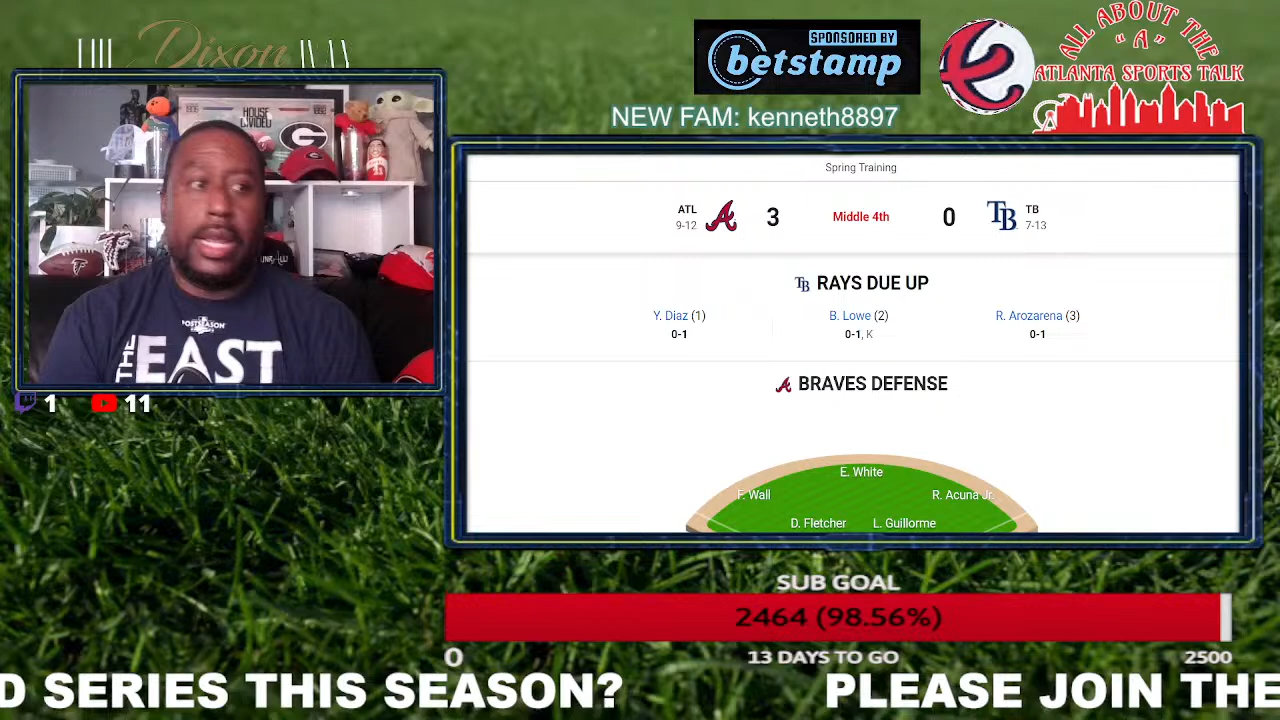 Dixon
SPONSORED BY
betstamp
ALL ABOUT THE
"A"
ATLANTA SPORTS TALK
NEW FAM: kenneth8897
HOUSE
DIVIDED
G
POSTSEASON
THE EAST
1
11
Spring Training
ATL
9-12
3
Middle 4th
0
TB
7-13
RAYS DUE UP
Y. Diaz (1)
0-1
B. Lowe (2)
0-1, K
R. Arozarena (3)
0-1
BRAVES DEFENSE
E. White
F. Wall
R. Acuna Jr.
D. Fletcher
L. Guillorme
SUB GOAL
2464 (98.56%)
0
13 DAYS TO GO
2500
D SERIES THIS SEASON?
PLEASE JOIN THE